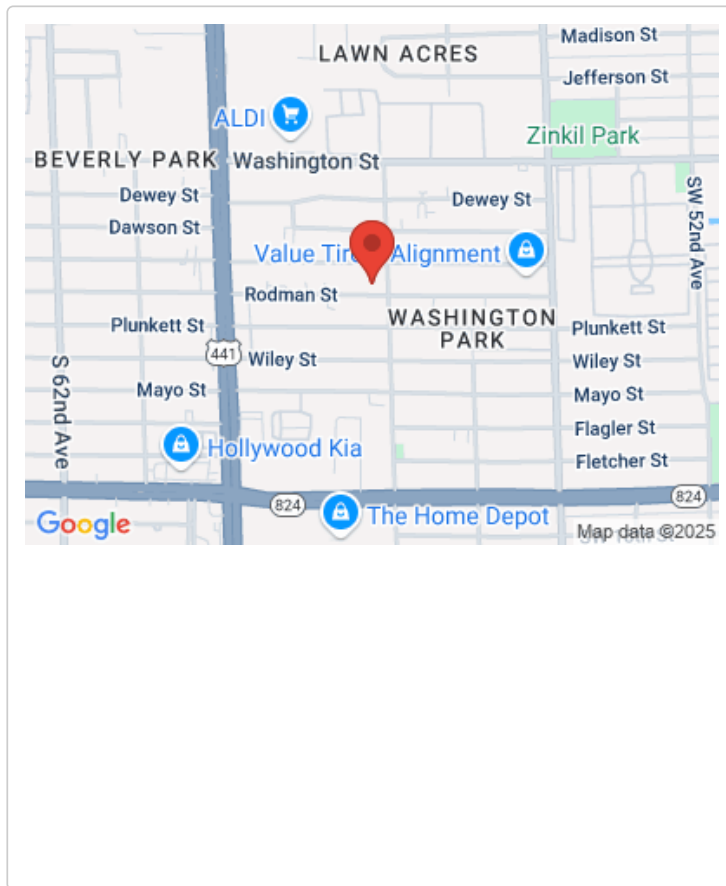 Madison St
LAWN ACRES
Jefferson St
ALDI
Zinkil Park
BEVERLY PARK
Washington St
Dewey St
Dewey St
SW 52nd Ave
Dawson St
Value Tire Alignment
Rodman St
WASHINGTON
PARK
Plunkett St
Plunkett St
441
Wiley St
Wiley St
S 62nd Ave
Mayo St
Mayo St
Flagler St
Hollywood Kia
Fletcher St
824
824
The Home Depot
Google
Map data ©2025